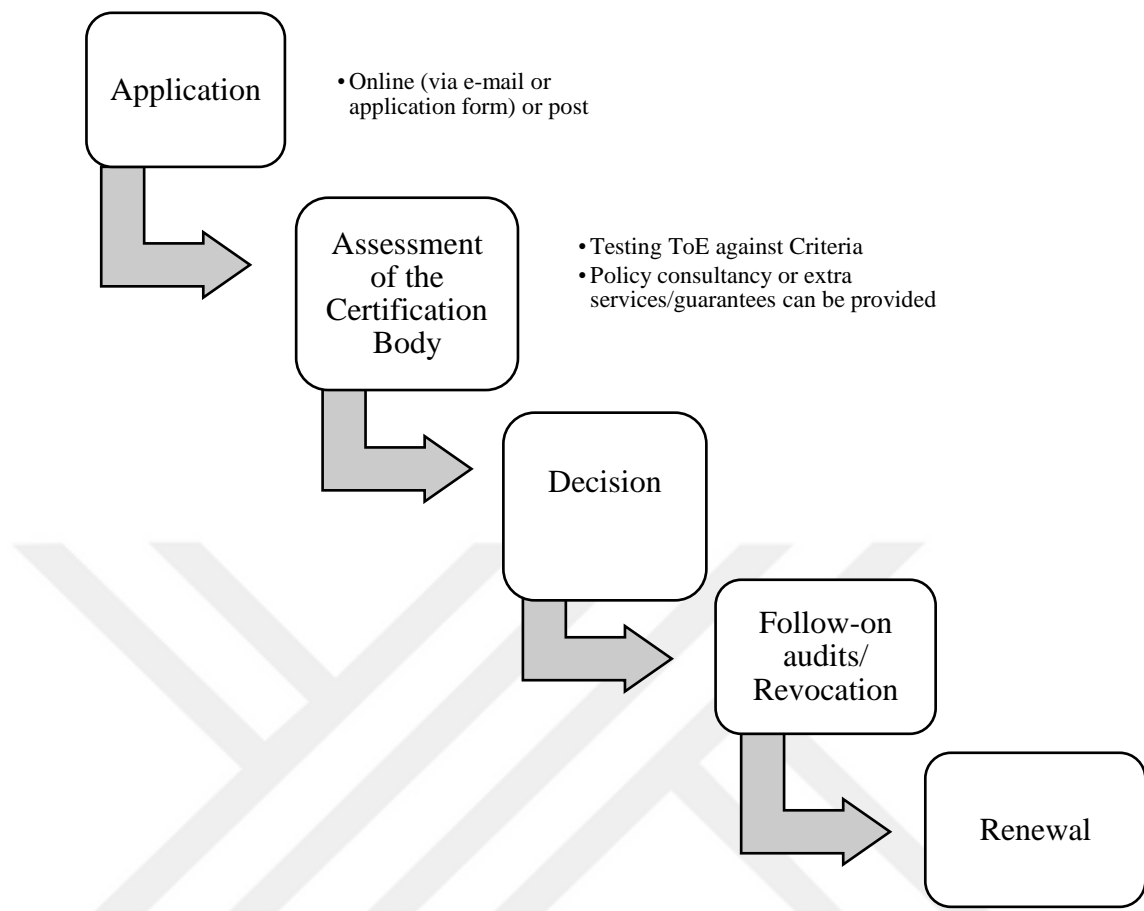 Application
• Online (via e-mail or
application form) or post
Assessment
of the
Certification
Body
• Testing ToE against Criteria
• Policy consultancy or extra
services/guarantees can be provided
Decision
Follow-on
audits/
Revocation
Renewal